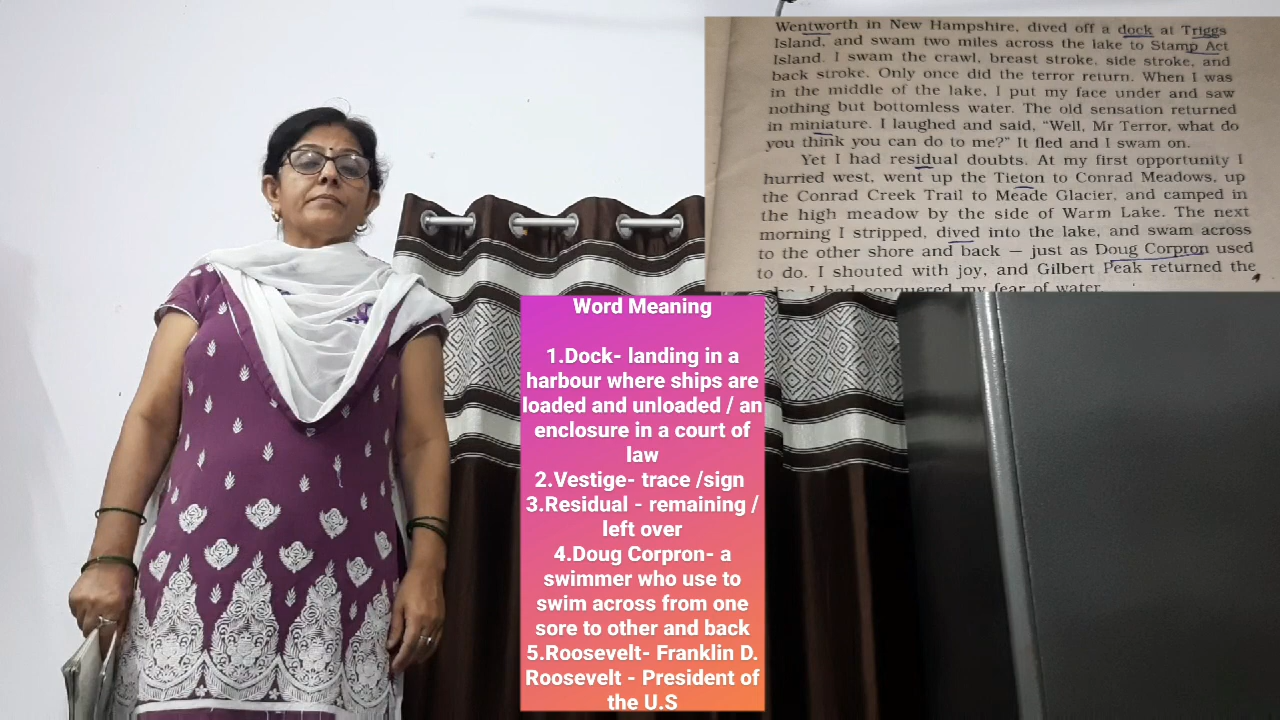 Wentworth in New Hampshire, dived off a dock at Triggs
Island, and swam two miles across the lake to Stamp Act
Island. I swam the crawl, breast stroke, side stroke, and
back stroke. Only once did the terror return. When I was
in the middle of the lake, I put my face under and saw
nothing but bottomless water. The old sensation returned
in miniature. I laughed and said, “Well, Mr Terror, what do
you think you can do to me?” It fled and I swam on.
Yet I had residual doubts. At my first opportunity I
hurried west, went up the Tieton to Conrad Meadows, up
the Conrad Creek Trail to Meade Glacier, and camped in
the high meadow by the side of Warm Lake. The next
morning I stripped, dived into the lake, and swam across
to the other shore and back — just as Doug Corpron used
to do. I shouted with joy, and Gilbert Peak returned the
I had conquered my fear of water.
Word Meaning
1.Dock- landing in a
harbour where ships are
loaded and unloaded / an
enclosure in a court of
law
2.Vestige- trace /sign
3.Residual - remaining /
left over
4.Doug Corpron- a
swimmer who use to
swim across from one
sore to other and back
5.Roosevelt- Franklin D.
Roosevelt - President of
the U.S